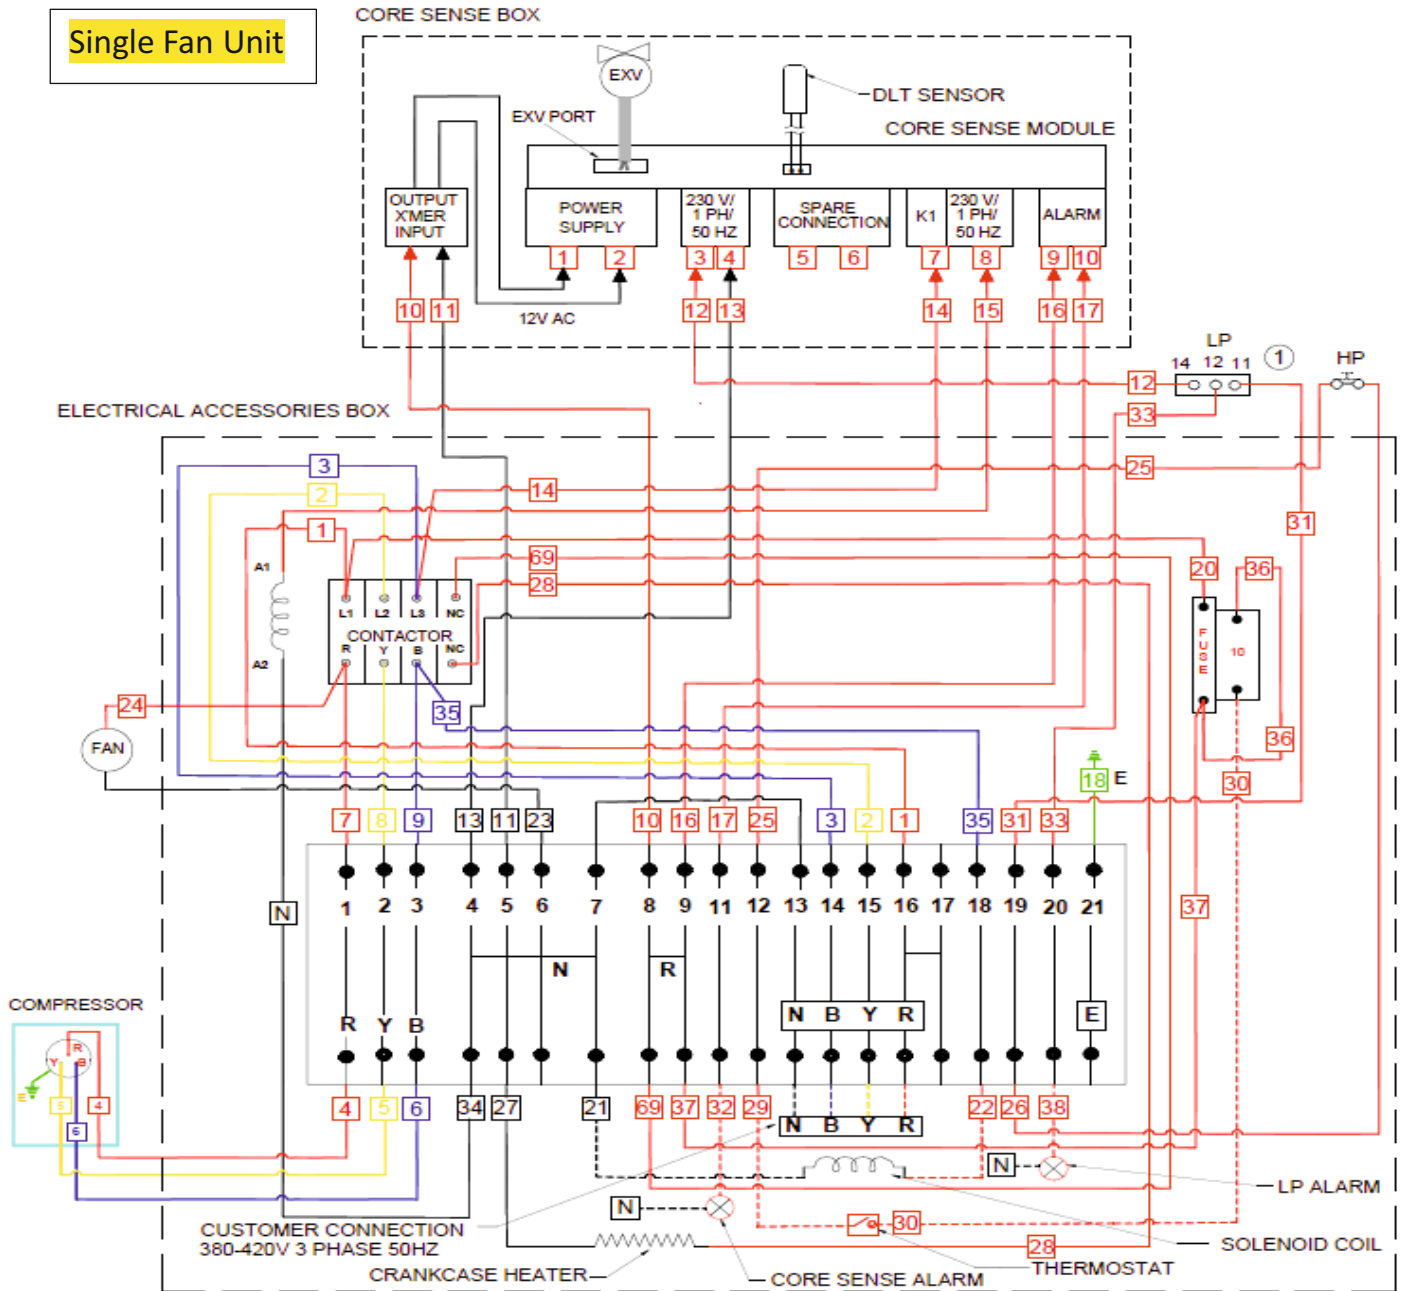 Single Fan Unit
CORE SENSE BOX
EXV
DLT SENSOR
EXV PORT
CORE SENSE MODULE
OUTPUT
X'MER
INPUT
POWER
SUPPLY
230 V/
1 PH/
50 HZ
SPARE
CONNECTION
K1
230 V/
1 PH/
50 HZ
ALARM
1 2 3 4 5 6 7 8 9 10
10 11 12 13 14 15 16 17
12V AC
LP
14 12 11
1
HP
12
33
ELECTRICAL ACCESSORIES BOX
3
25
2
14
1
31
69
A1
20 36
28
L1 L2 L3 NC
CONTACTOR
R Y B NC
FUSE
10
A2
24
35
FAN
36
18 E
30
7 8 9 13 11 23 10 16 17 25 3 2 1 35 31 33
1 2 3 4 5 6 7 8 9 11 12 13 14 15 16 17 18 19 20 21
N
37
N R
COMPRESSOR
R Y B
N B Y R
E
R
Y B
E
5 4
6
4 5 6 34 27 21 69 37 32 29 22 26 38
N B Y R
N
LP ALARM
N
30
CUSTOMER CONNECTION
380-420V 3 PHASE 50HZ
28
SOLENOID COIL
CRANKCASE HEATER
CORE SENSE ALARM
THERMOSTAT